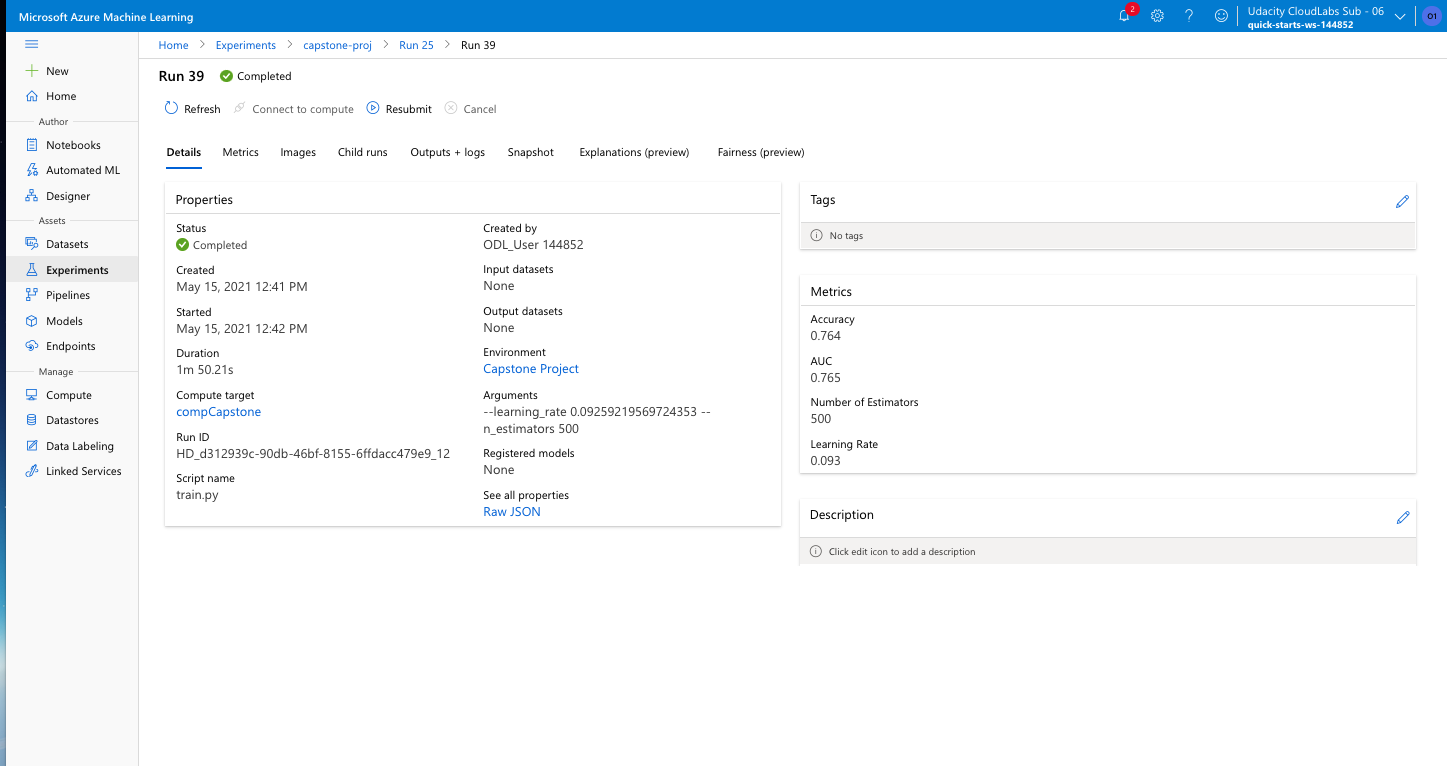 Microsoft Azure Machine Learning
2
Udacity CloudLabs Sub - 06
quick-starts-ws-144852
O1
New
Home
Author
Notebooks
Automated ML
Designer
Assets
Datasets
Experiments
Pipelines
Models
Endpoints
Manage
Compute
Datastores
Data Labeling
Linked Services
Home > Experiments > capstone-proj > Run 25 > Run 39
Run 39 Completed
Refresh Connect to compute Resubmit Cancel
Details Metrics Images Child runs Outputs + logs Snapshot Explanations (preview) Fairness (preview)
Properties
Status
Completed
Created
May 15, 2021 12:41 PM
Started
May 15, 2021 12:42 PM
Duration
1m 50.21s
Compute target
compCapstone
Run ID
HD_d312939c-90db-46bf-8155-6ffdacc479e9_12
Script name
train.py
Created by
ODL_User 144852
Input datasets
None
Output datasets
None
Environment
Capstone Project
Arguments
--learning_rate 0.09259219569724353 --
n_estimators 500
Registered models
None
See all properties
Raw JSON
Tags
No tags
Metrics
Accuracy
0.764
AUC
0.765
Number of Estimators
500
Learning Rate
0.093
Description
Click edit icon to add a description